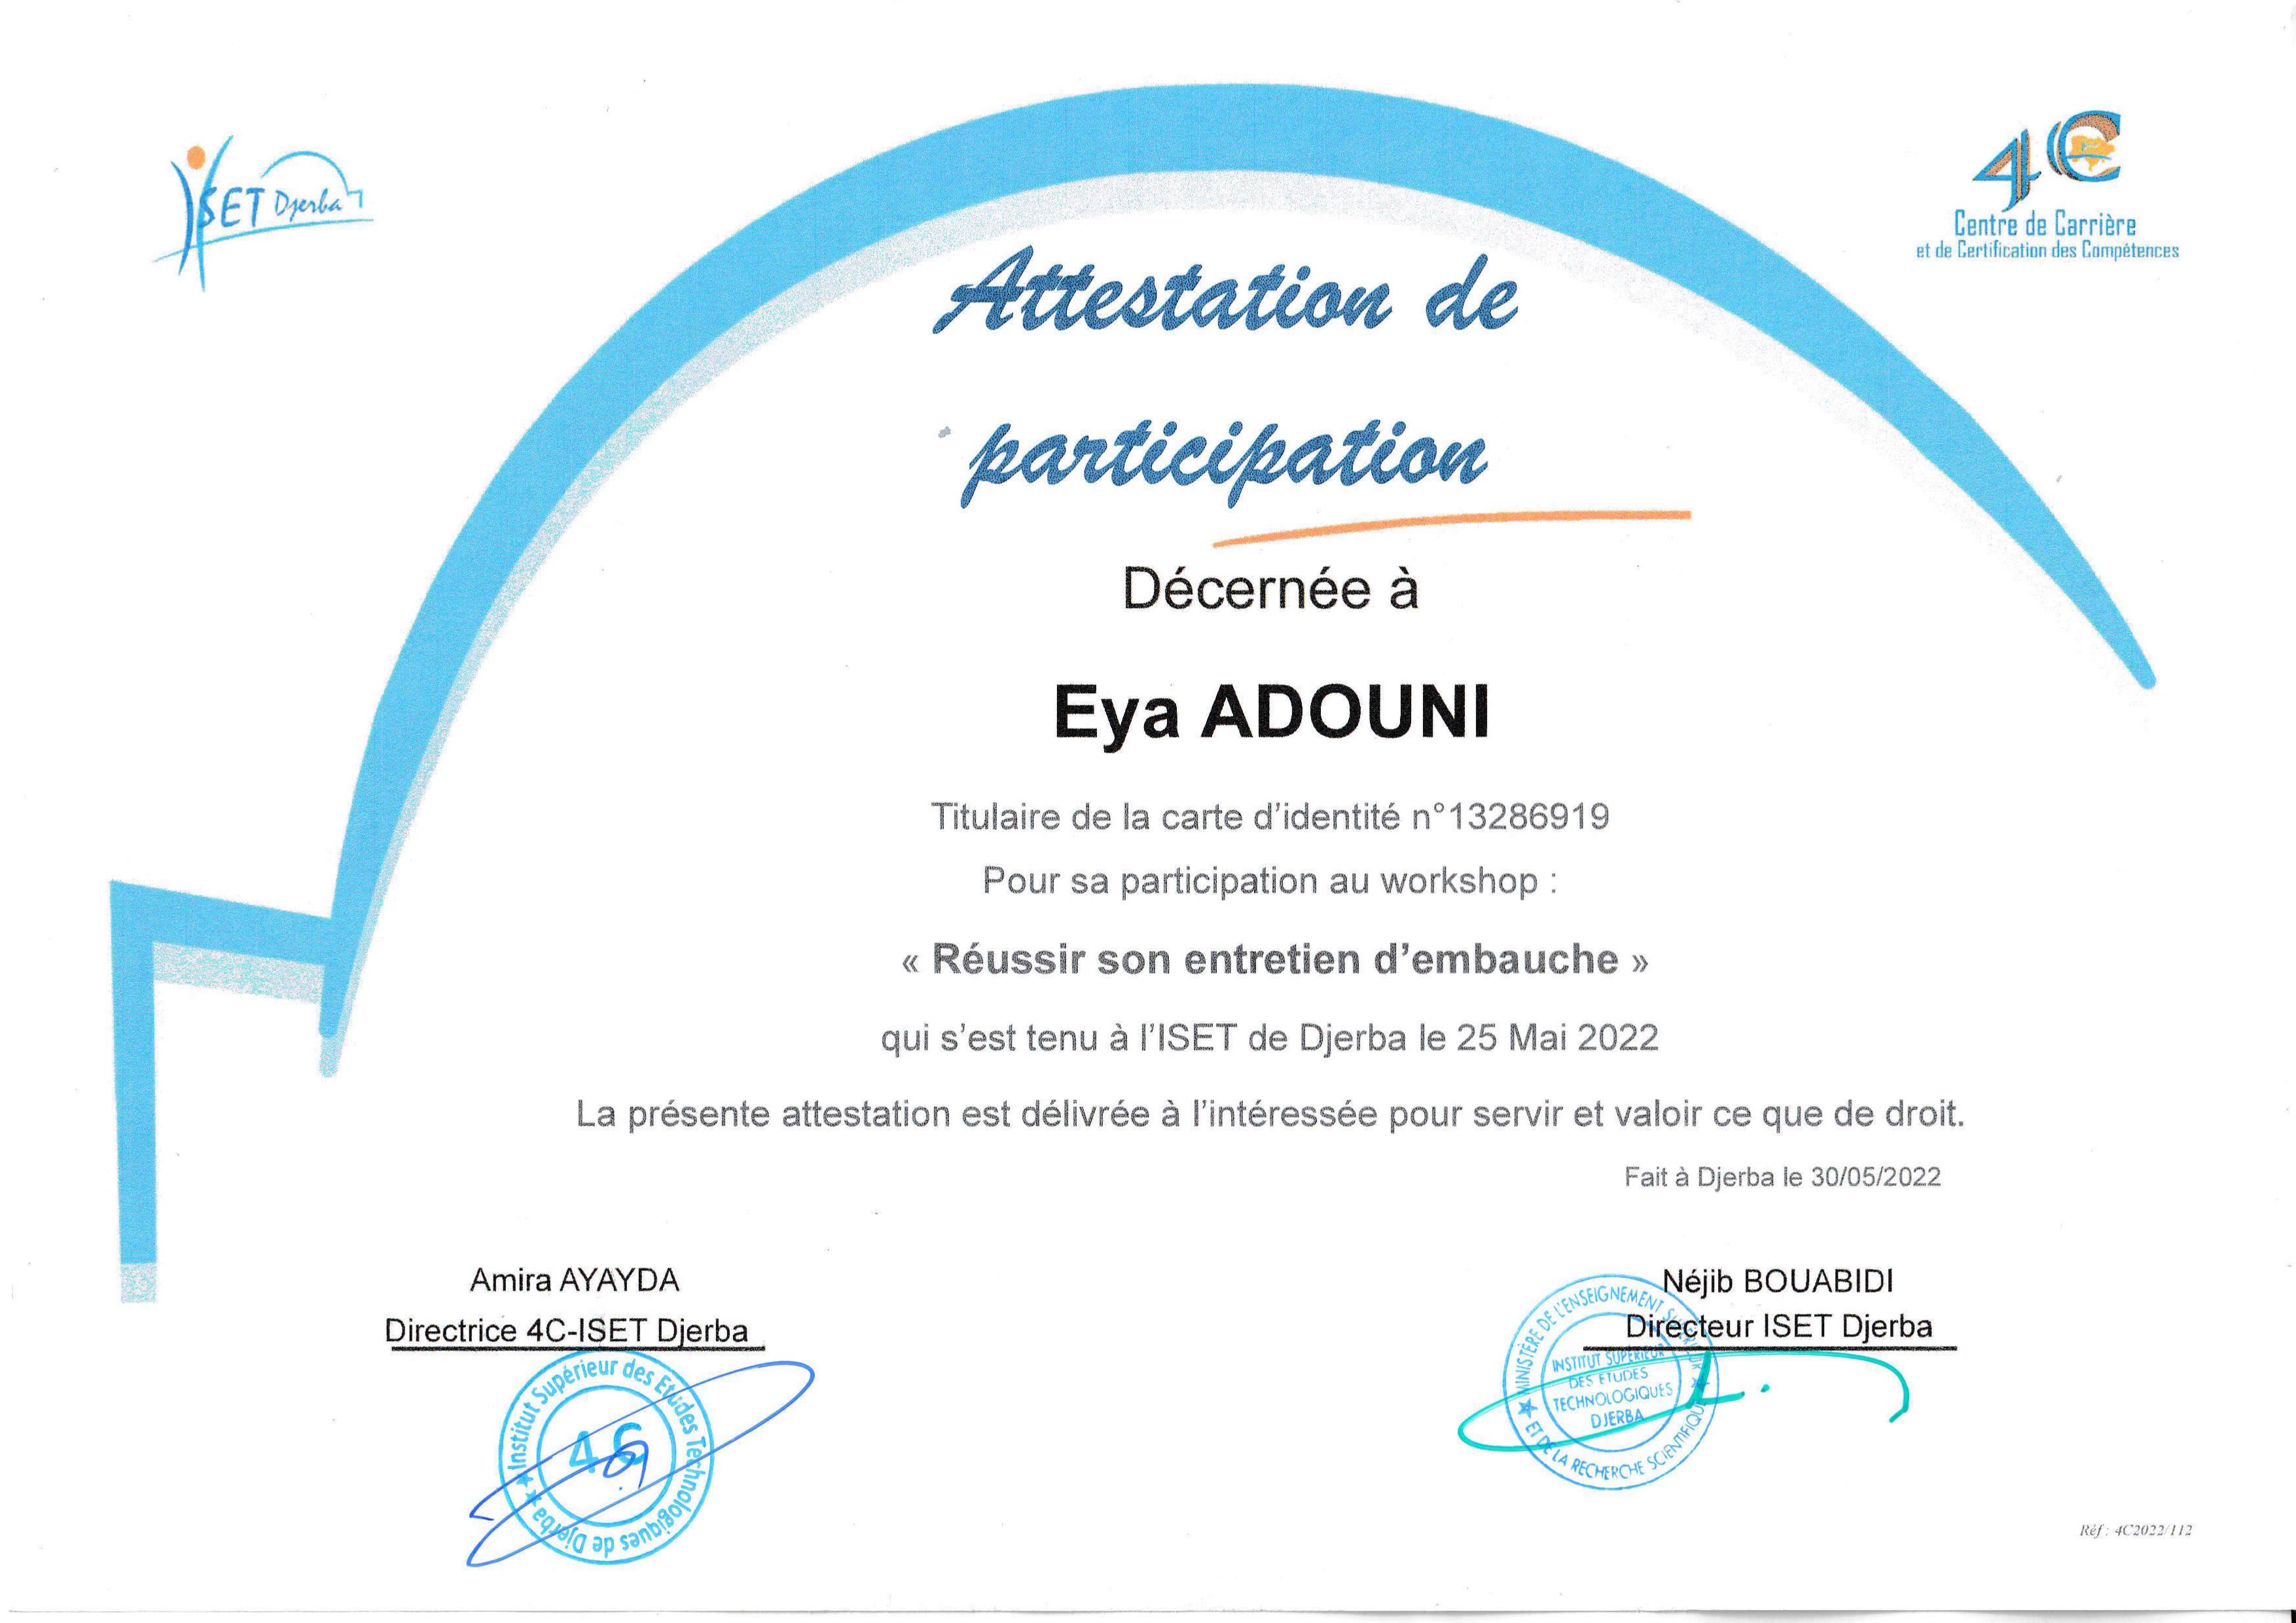 ISET Djerba
4C
Centre de Carrière
et de Certification des Compétences
Attestation de
participation
Décernée à
Eya ADOUNI
Titulaire de la carte d'identité n°13286919
Pour sa participation au workshop :
« Réussir son entretien d'embauche »
qui s'est tenu à l'ISET de Djerba le 25 Mai 2022
La présente attestation est délivrée à l'intéressée pour servir et valoir ce que de droit.
Fait à Djerba le 30/05/2022
Amira AYAYDA
Directrice 4C-ISET Djerba
Institut Supérieur des Etudes Technologiques de Djerba
4C
Néjib BOUABIDI
Directeur ISET Djerba
MINISTÈRE DE L'ENSEIGNEMENT SUPÉRIEUR
ET DE LA RECHERCHE SCIENTIFIQUE
INSTITUT SUPÉRIEUR
DES ETUDES
TECHNOLOGIQUES
DJERBA
Réf : 4C2022/112